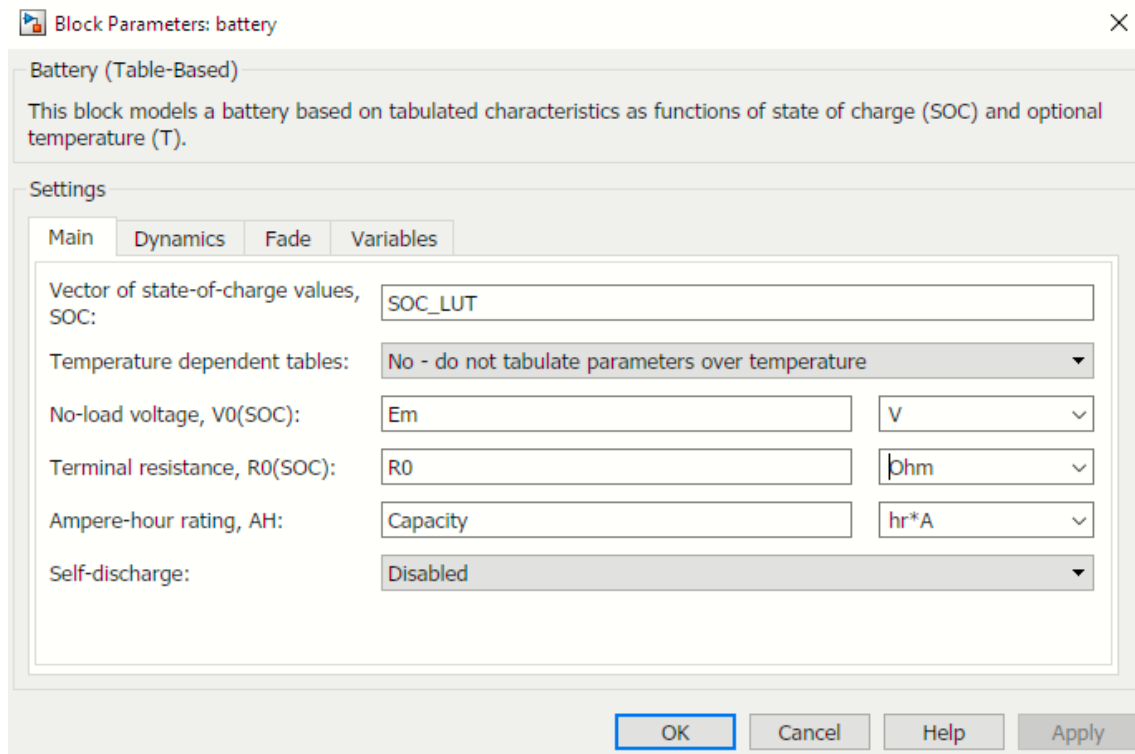 Block Parameters: battery
Battery (Table-Based)
This block models a battery based on tabulated characteristics as functions of state of charge (SOC) and optional
temperature (T).
Settings
Main Dynamics Fade Variables
Vector of state-of-charge values,
SOC: SOC_LUT
Temperature dependent tables: No - do not tabulate parameters over temperature
No-load voltage, V0(SOC): Em V
Terminal resistance, R0(SOC): R0 Ohm
Ampere-hour rating, AH: Capacity hr*A
Self-discharge: Disabled
OK Cancel Help Apply